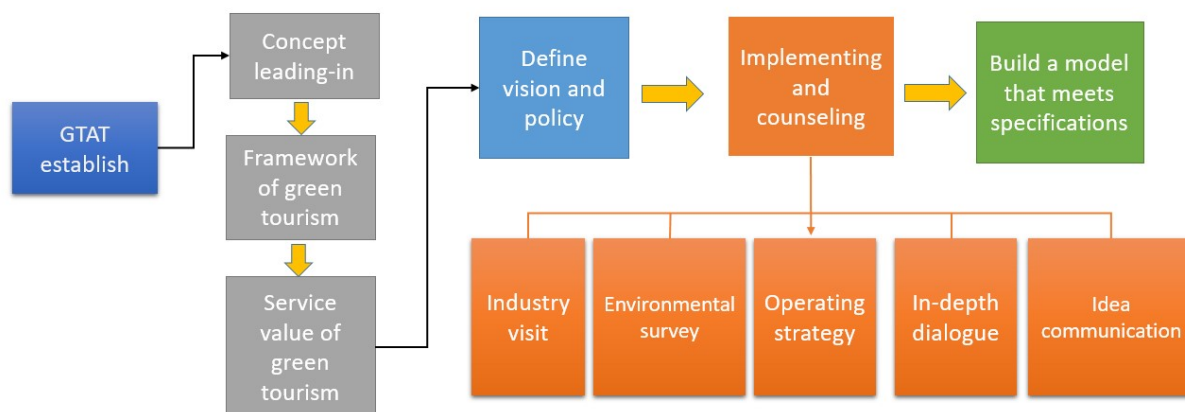 GTAT
establish
Concept
leading-in
Framework
of green
tourism
Service
value of
green
tourism
Define
vision and
policy
Implementing
and
counseling
Build a model
that meets
specifications
Industry
visit
Environmental
survey
Operating
strategy
In-depth
dialogue
Idea
communication